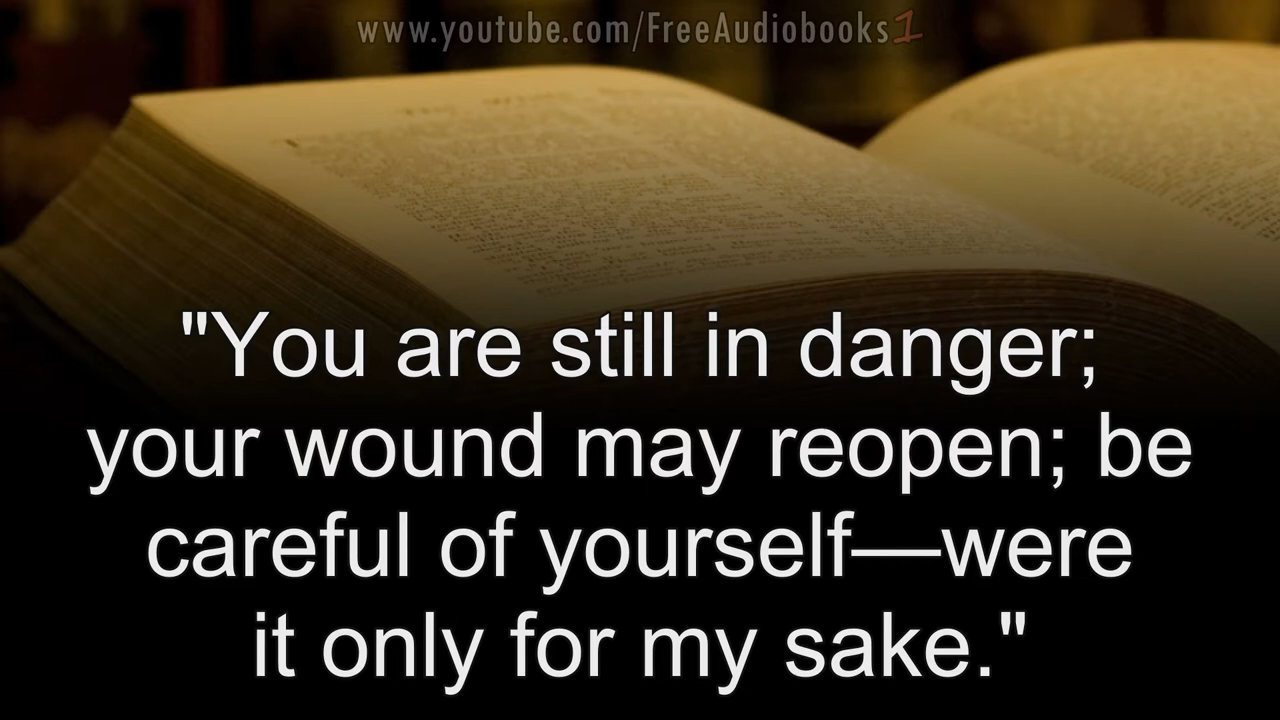 www.youtube.com/FreeAudiobooks1
"You are still in danger;
your wound may reopen; be
careful of yourself—were
it only for my sake."